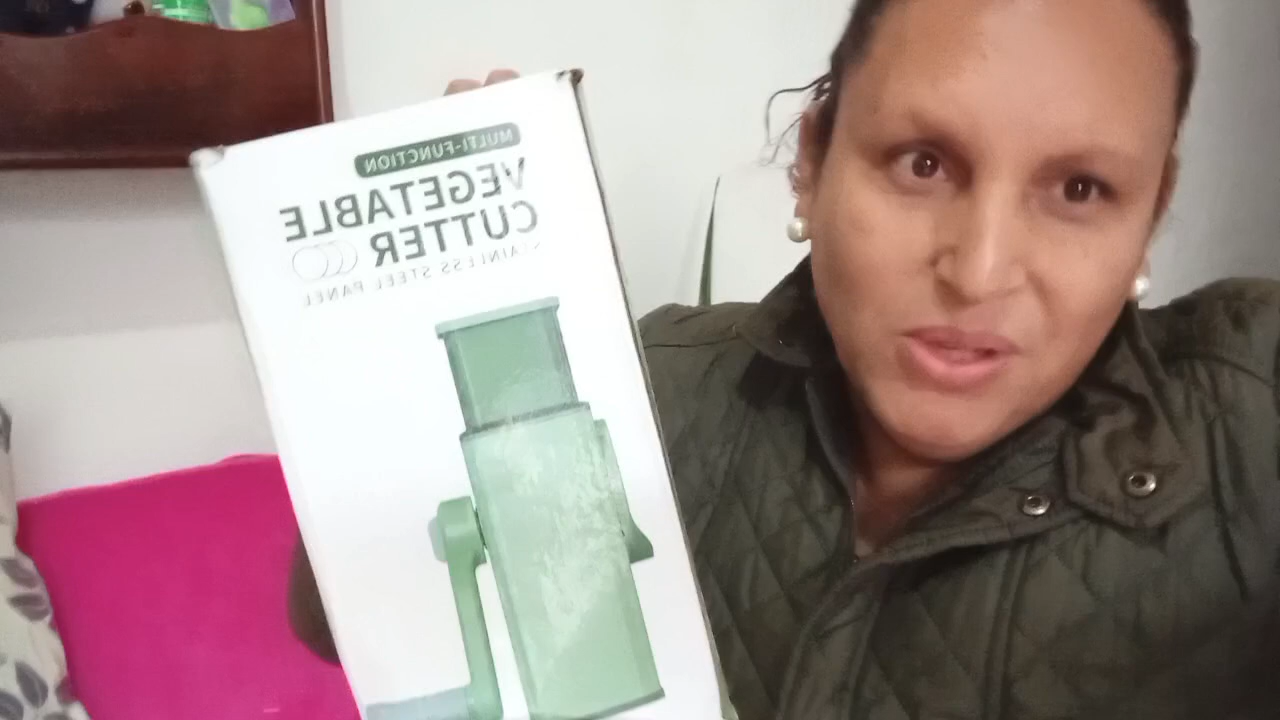 MULTI-FUNCTION
VEGETABLE
CUTTER
STAINLESS STEEL PANEL